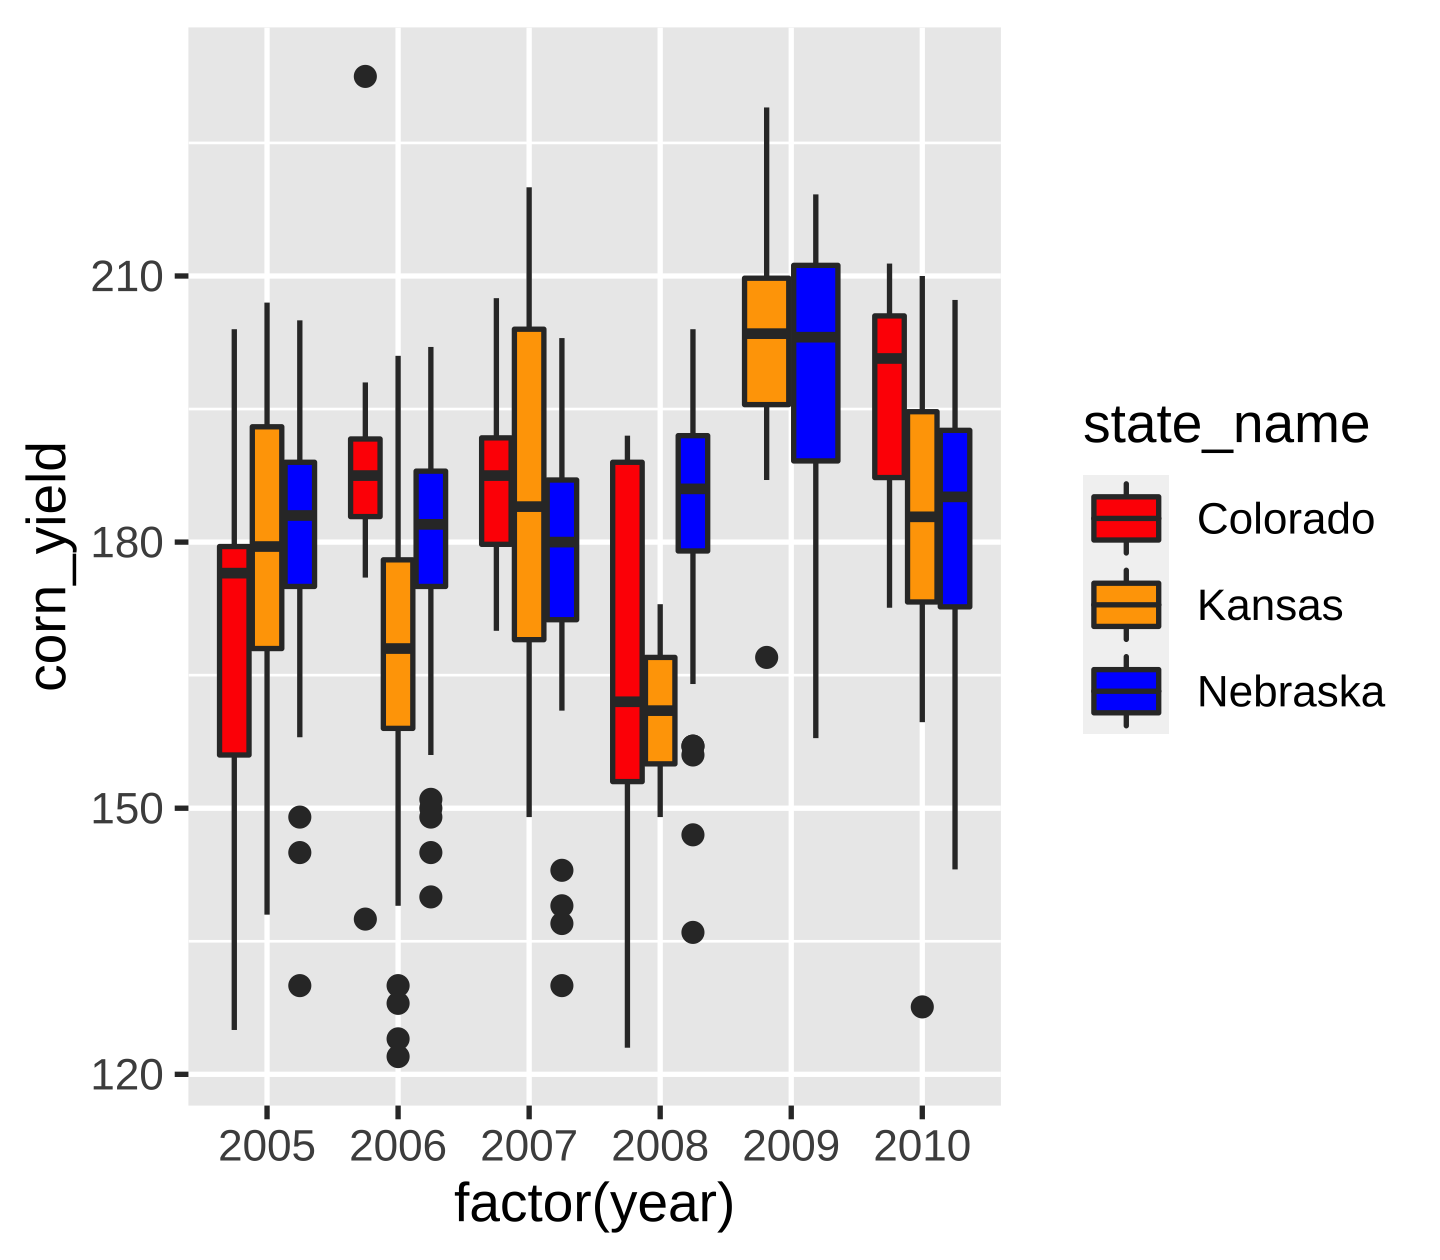 corn_yield
210
180
150
120
2005 2006 2007 2008 2009 2010
factor(year)
state_name
Colorado
Kansas
Nebraska